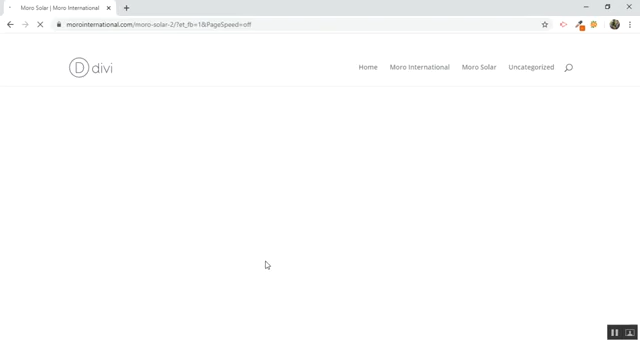 Moro Solar | Moro International
morointernational.com/moro-solar-2/?et_fb=1&PageSpeed=off
D divi
Home Moro International Moro Solar Uncategorized